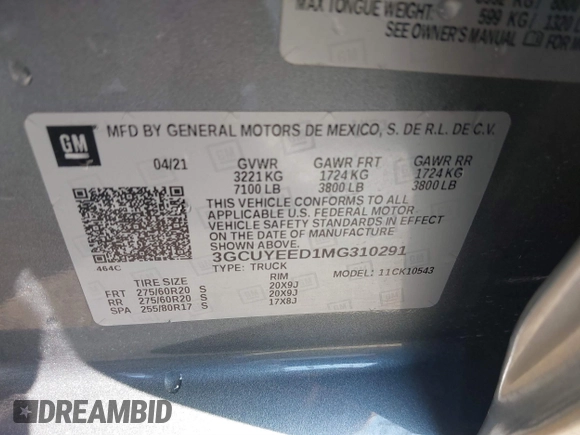 MAX TONGUE WEIGHT
599 KG / 1320 L
SEE OWNER'S MANUAL FOR M
GM
MFD BY GENERAL MOTORS DE MEXICO, S. DE R.L. DE C.V.
04/21 GVWR GAWR FRT GAWR RR
3221 KG 1724 KG 1724 KG
7100 LB 3800 LB 3800 LB
THIS VEHICLE CONFORMS TO ALL
APPLICABLE U.S. FEDERAL MOTOR
VEHICLE SAFETY STANDARDS IN EFFECT
ON THE DATE OF MANUFACTURE
SHOWN ABOVE.
3GCUYEED1MG310291
464C TYPE: TRUCK MODEL: 11CK10543
TIRE SIZE RIM
FRT 275/60R20 S 20X9J
RR 275/60R20 S 20X9J
SPA 255/80R17 S 17X8J
DREAMBID